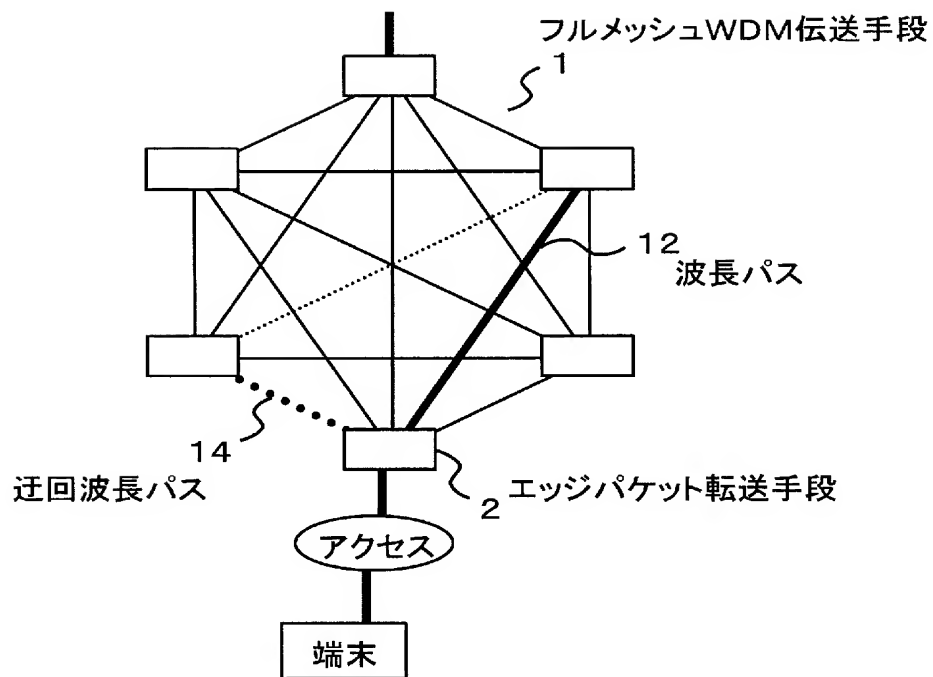 フルメッシュWDM伝送手段
1
12
波長パス
14
迂回波長パス
2
エッジパケット転送手段
アクセス
端末